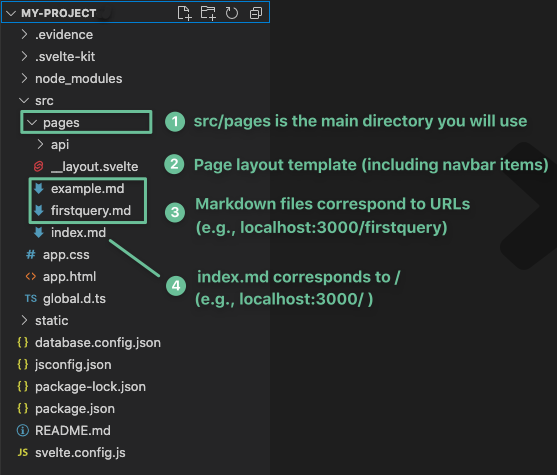 MY-PROJECT
.evidence
.svelte-kit
node_modules
src
pages
1 src/pages is the main directory you will use
api
__layout.svelte
2 Page layout template (including navbar items)
example.md
firstquery.md
3 Markdown files correspond to URLs
(e.g., localhost:3000/firstquery)
index.md
# app.css
<> app.html
TS global.d.ts
4 index.md corresponds to /
(e.g., localhost:3000/ )
static
{ } database.config.json
{ } jsconfig.json
{ } package-lock.json
{ } package.json
README.md
JS svelte.config.js